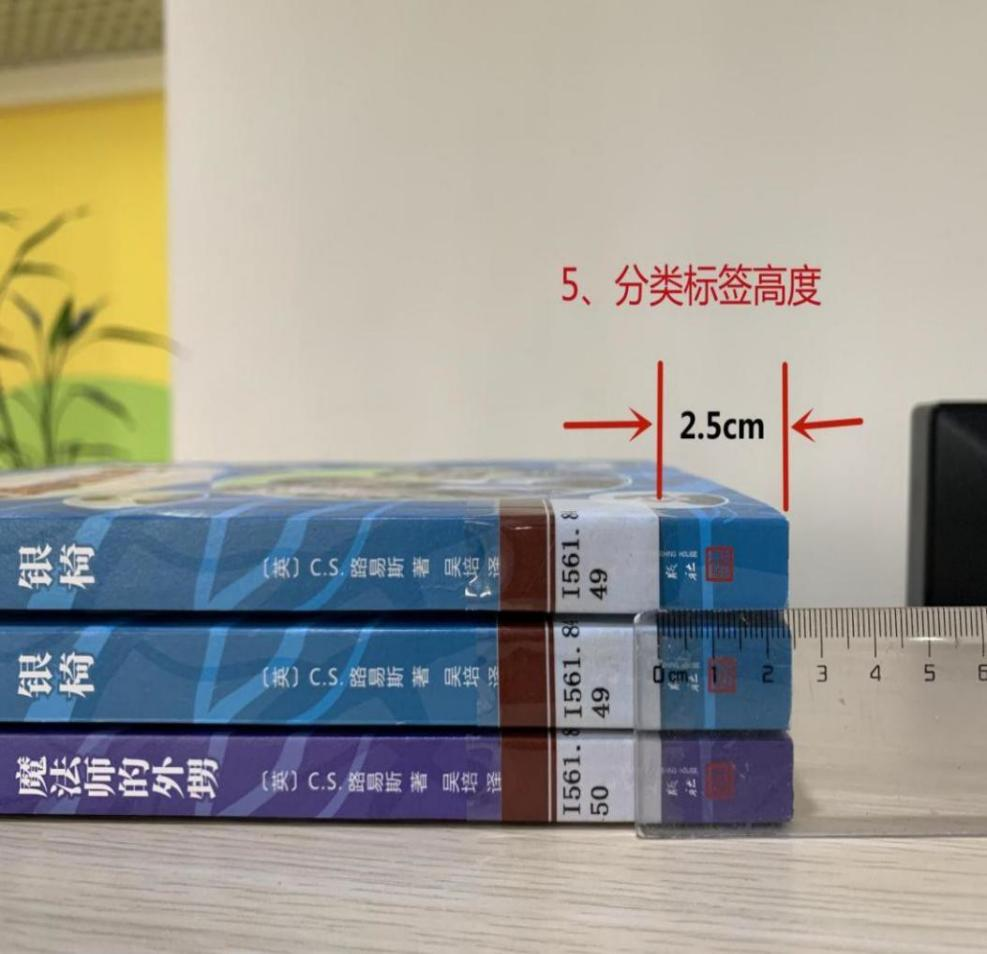 5、分类标签高度
2.5cm
银椅
〔英〕C.S.路易斯 著 吴培 译
I561.8
49
银椅
〔英〕C.S.路易斯 著 吴培 译
I561.84
49
0 1 2 3 4 5 6
魔法师的外甥
〔英〕C.S.路易斯 著 吴培 译
I561.8
50